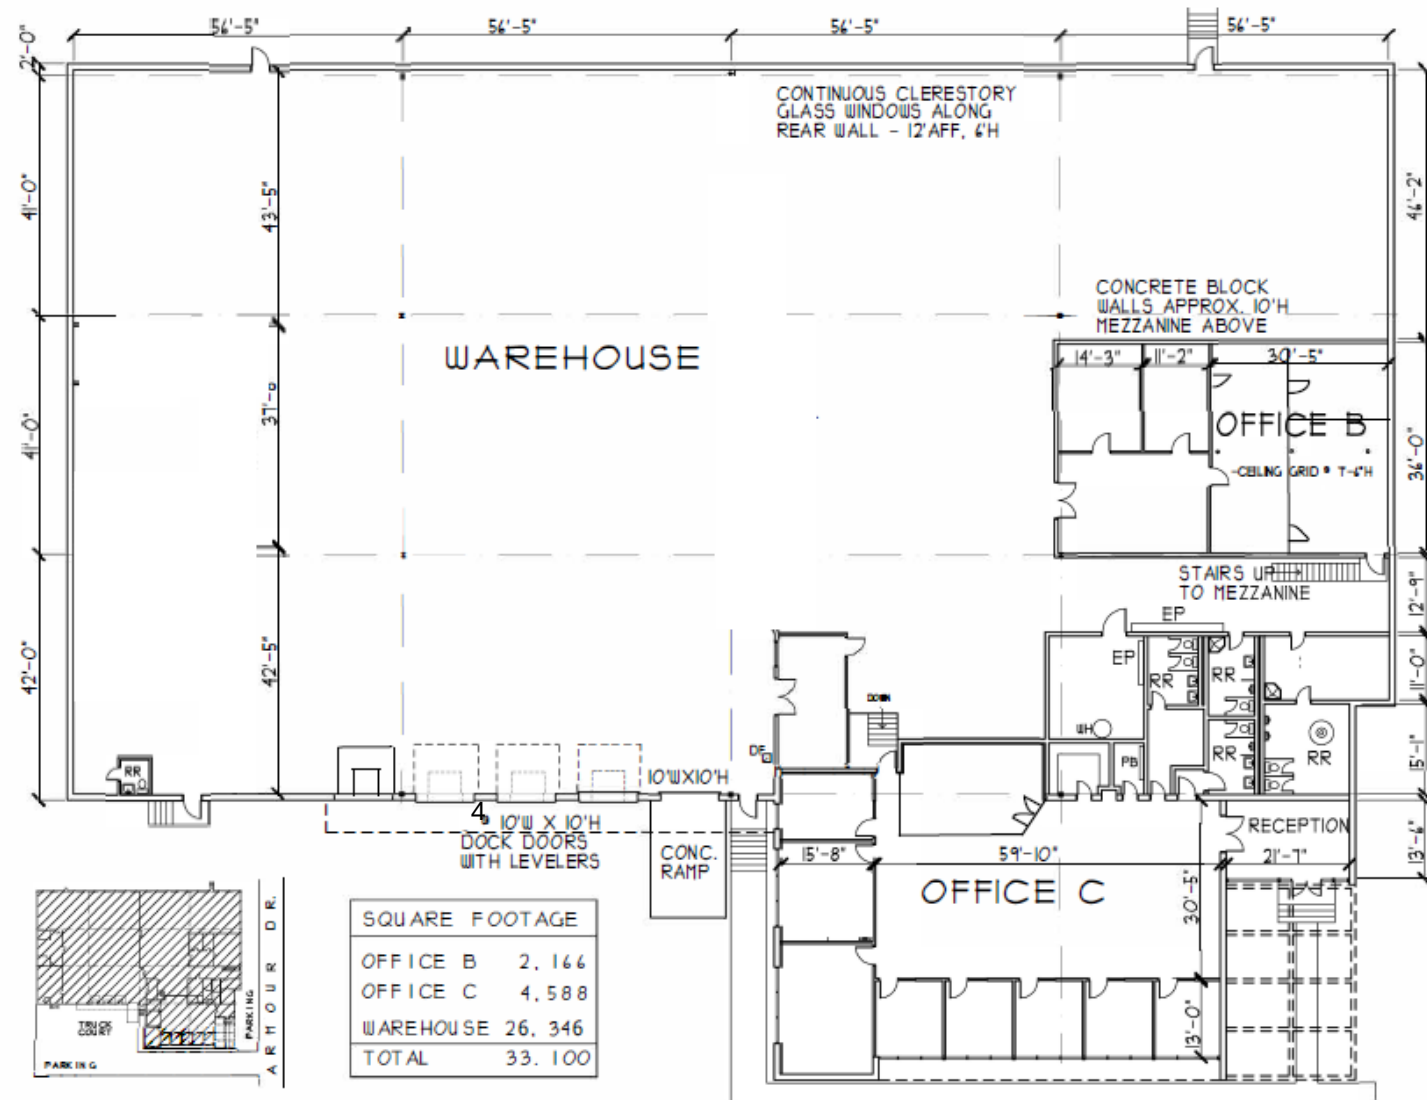 56'-5"
56'-5"
56'-5"
56'-5"
2'-0"
CONTINUOUS CLERESTORY
GLASS WINDOWS ALONG
REAR WALL - 12'AFF, 6'H
41'-0"
43'-5"
46'-2"
CONCRETE BLOCK
WALLS APPROX. 10'H
MEZZANINE ABOVE
WAREHOUSE
14'-3"
11'-2"
30'-5"
41'-0"
OFFICE B
36'-0"
STAIRS UP
TO MEZZANINE
12'-9"
EP
EP
42'-0"
42'-5"
RR
RR
11'-0"
DOWN
WH
RR
RR
PB
15'-1"
RR
DF
10'WX10'H
4
10'W X 10'H
DOCK DOORS
WITH LEVELERS
CONC.
RAMP
15'-8"
59'-10"
RECEPTION
21'-7"
13'-6"
OFFICE C
30'-5"
13'-0"
SQUARE FOOTAGE
OFFICE B 2,166
OFFICE C 4,588
WAREHOUSE 26,346
TOTAL 33.100
TRUCK
COURT
PARKING
PARKING
ARMOUR DR.